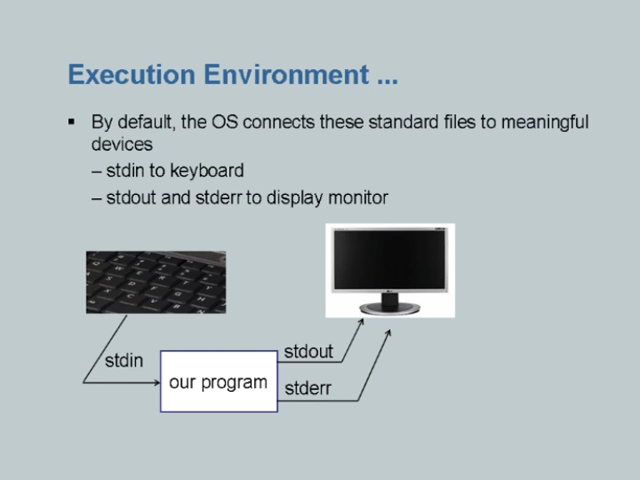 Execution Environment ...
▪ By default, the OS connects these standard files to meaningful
devices
– stdin to keyboard
– stdout and stderr to display monitor
stdin
our program
stdout
stderr